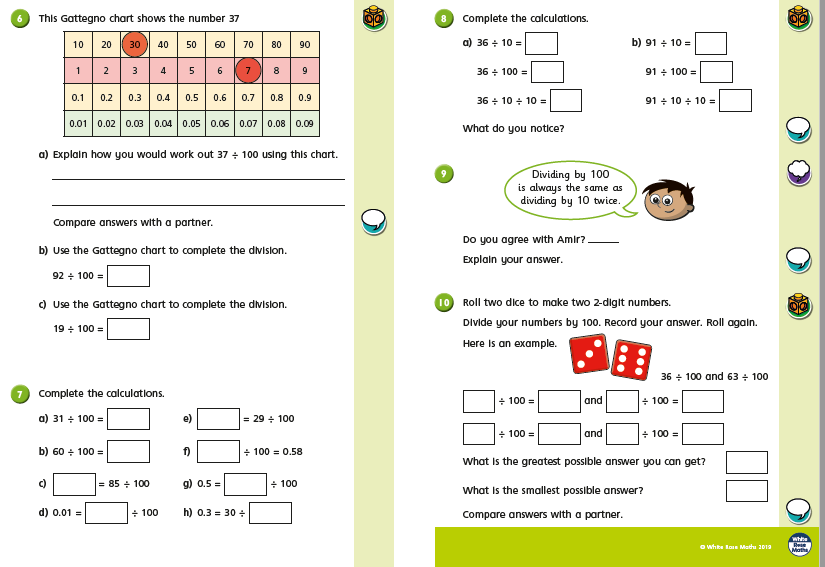 6 This Gattegno chart shows the number 37
10 20 30 40 50 60 70 80 90
1 2 3 4 5 6 7 8 9
0.1 0.2 0.3 0.4 0.5 0.6 0.7 0.8 0.9
0.01 0.02 0.03 0.04 0.05 0.06 0.07 0.08 0.09
a) Explain how you would work out 37 ÷ 100 using this chart.
Compare answers with a partner.
b) Use the Gattegno chart to complete the division.
92 ÷ 100 =
c) Use the Gattegno chart to complete the division.
19 ÷ 100 =
7 Complete the calculations.
a) 31 ÷ 100 =
b) 60 ÷ 100 =
c) = 85 ÷ 100
d) 0.01 = ÷ 100
e) = 29 ÷ 100
f) ÷ 100 = 0.58
g) 0.5 = ÷ 100
h) 0.3 = 30 ÷
8 Complete the calculations.
a) 36 ÷ 10 =
36 ÷ 100 =
36 ÷ 10 ÷ 10 =
b) 91 ÷ 10 =
91 ÷ 100 =
91 ÷ 10 ÷ 10 =
What do you notice?
9
Dividing by 100
is always the same as
dividing by 10 twice.
Do you agree with Amir?
Explain your answer.
10 Roll two dice to make two 2-digit numbers.
Divide your numbers by 100. Record your answer. Roll again.
Here is an example.
36 ÷ 100 and 63 ÷ 100
÷ 100 = and ÷ 100 =
÷ 100 = and ÷ 100 =
What is the greatest possible answer you can get?
What is the smallest possible answer?
Compare answers with a partner.
© White Rose Maths 2019
White
Rose
Maths